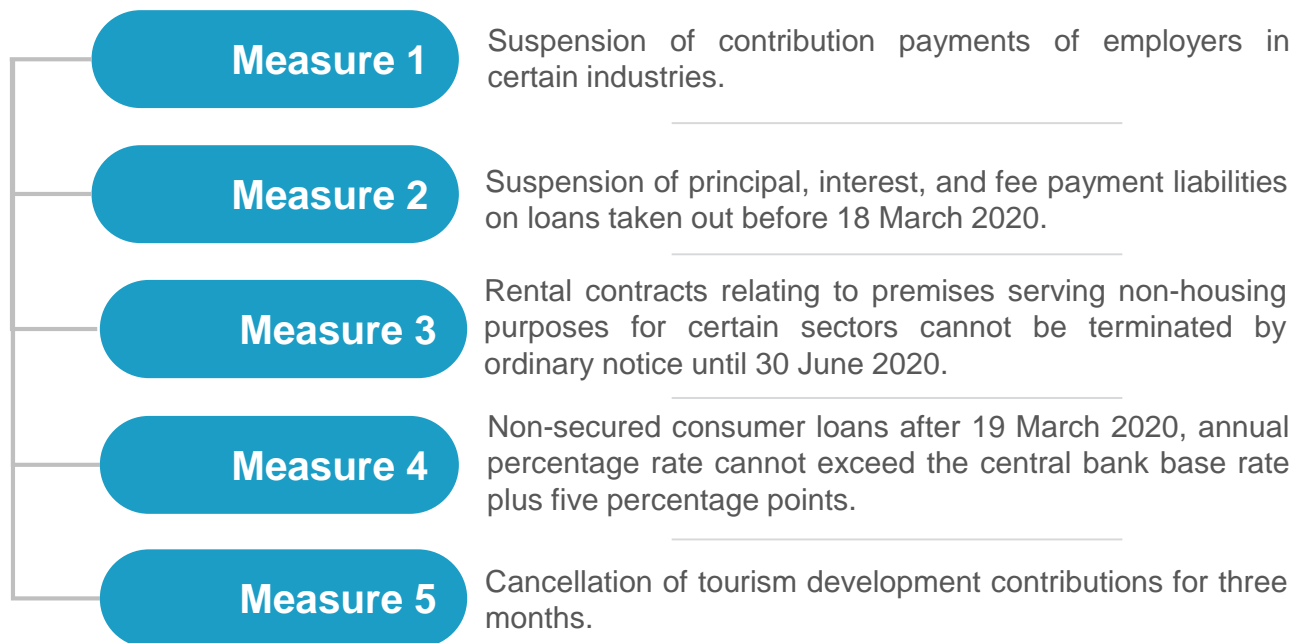 Measure 1
Suspension of contribution payments of employers in
certain industries.
Measure 2
Suspension of principal, interest, and fee payment liabilities
on loans taken out before 18 March 2020.
Measure 3
Rental contracts relating to premises serving non-housing
purposes for certain sectors cannot be terminated by
ordinary notice until 30 June 2020.
Measure 4
Non-secured consumer loans after 19 March 2020, annual
percentage rate cannot exceed the central bank base rate
plus five percentage points.
Measure 5
Cancellation of tourism development contributions for three
months.